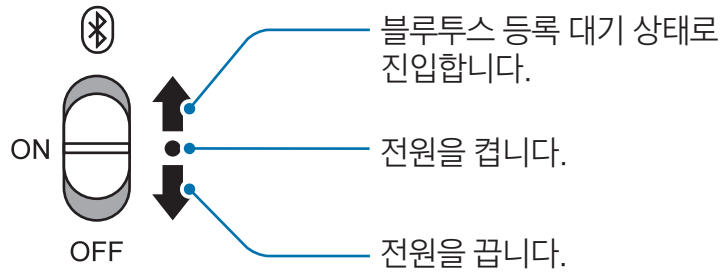 블루투스 등록 대기 상태로
진입합니다.
ON
전원을 켭니다.
OFF
전원을 끕니다.